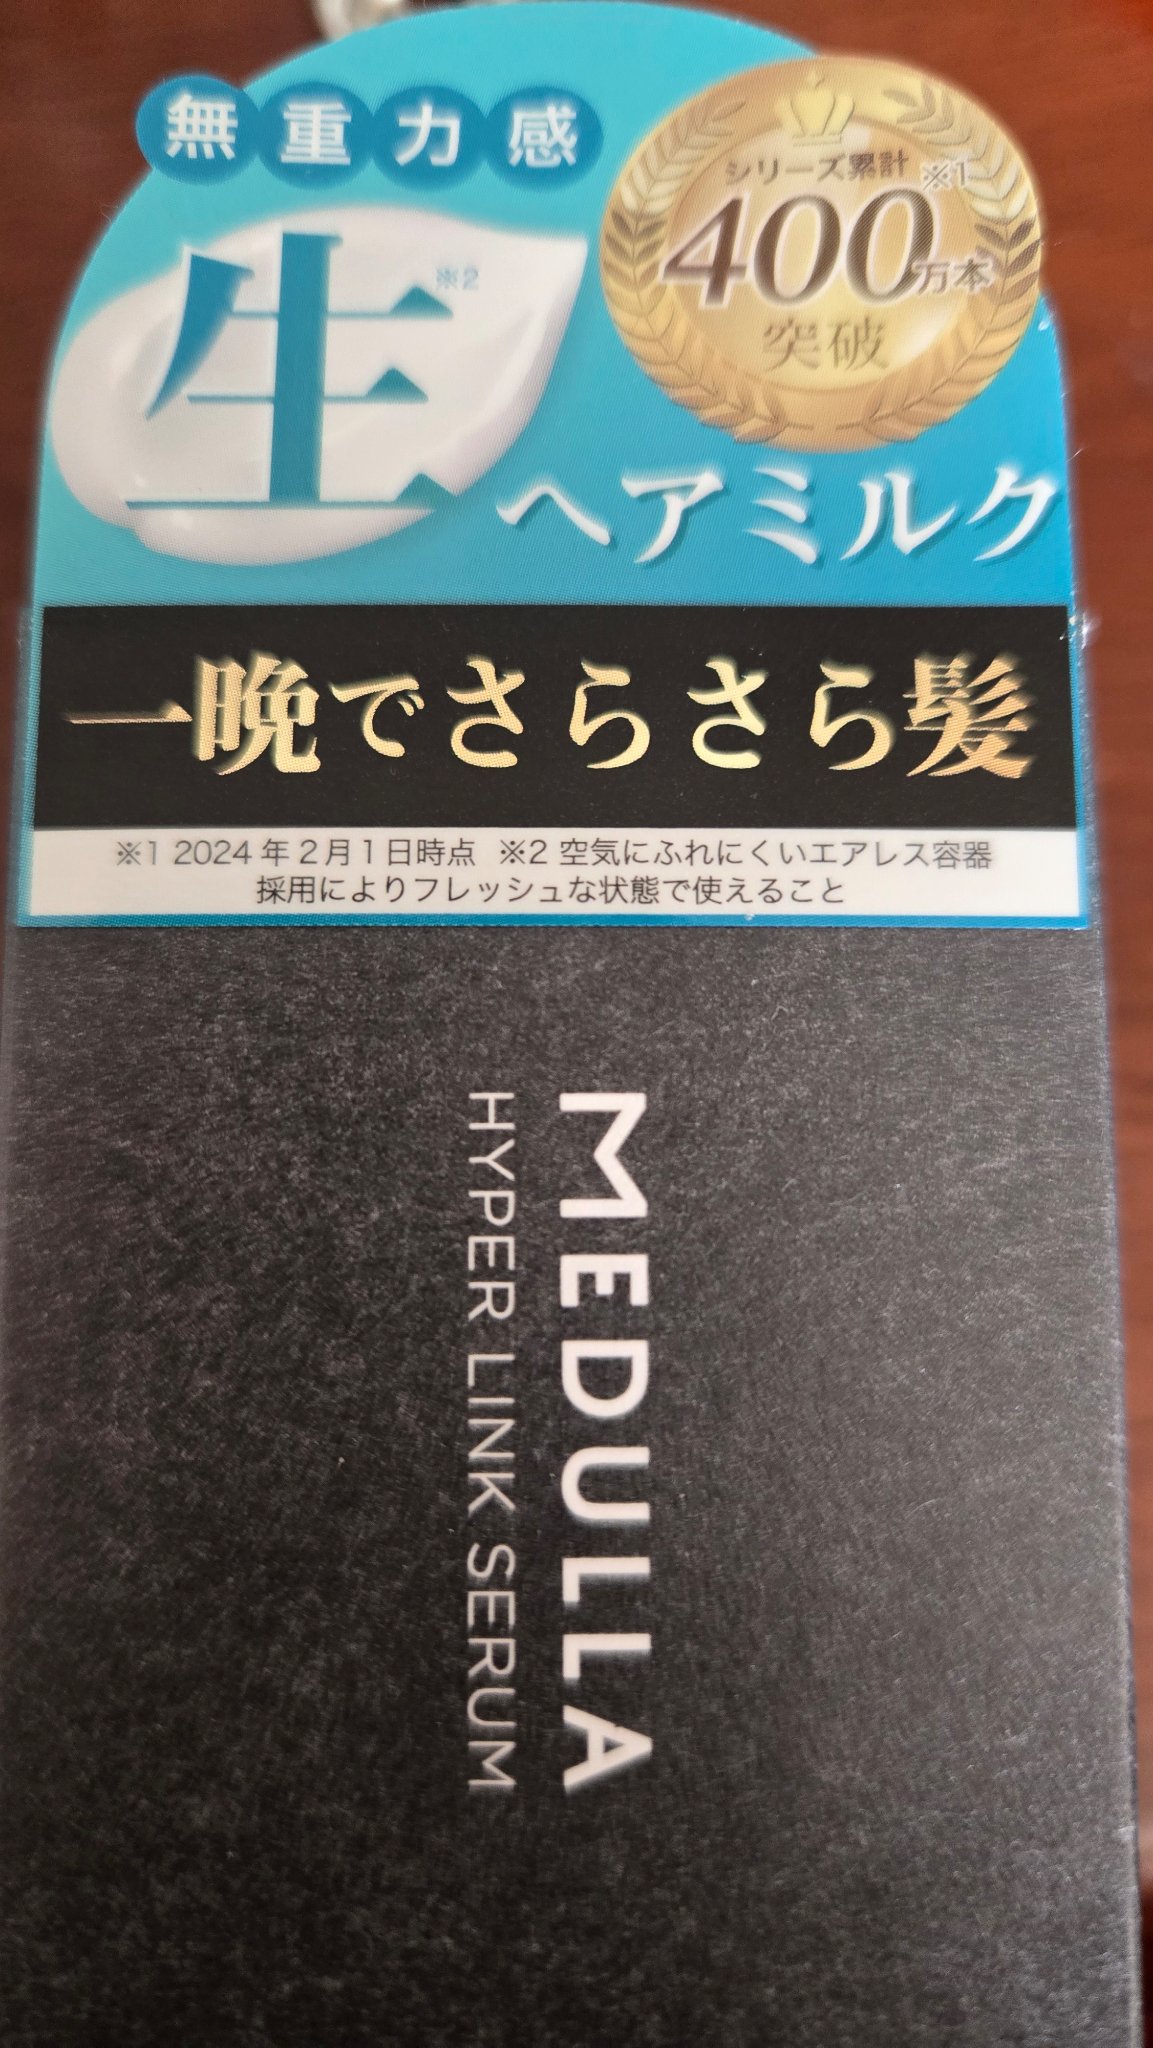 無重力感
シリーズ累計
400万本※1
突破
生※2ヘアミルク
一晩でさらさら髪
※1 2024年2月1日時点 ※2 空気にふれにくいエアレス容器
採用によりフレッシュな状態で使えること
MEDULLA
HYPER LINK SERUM